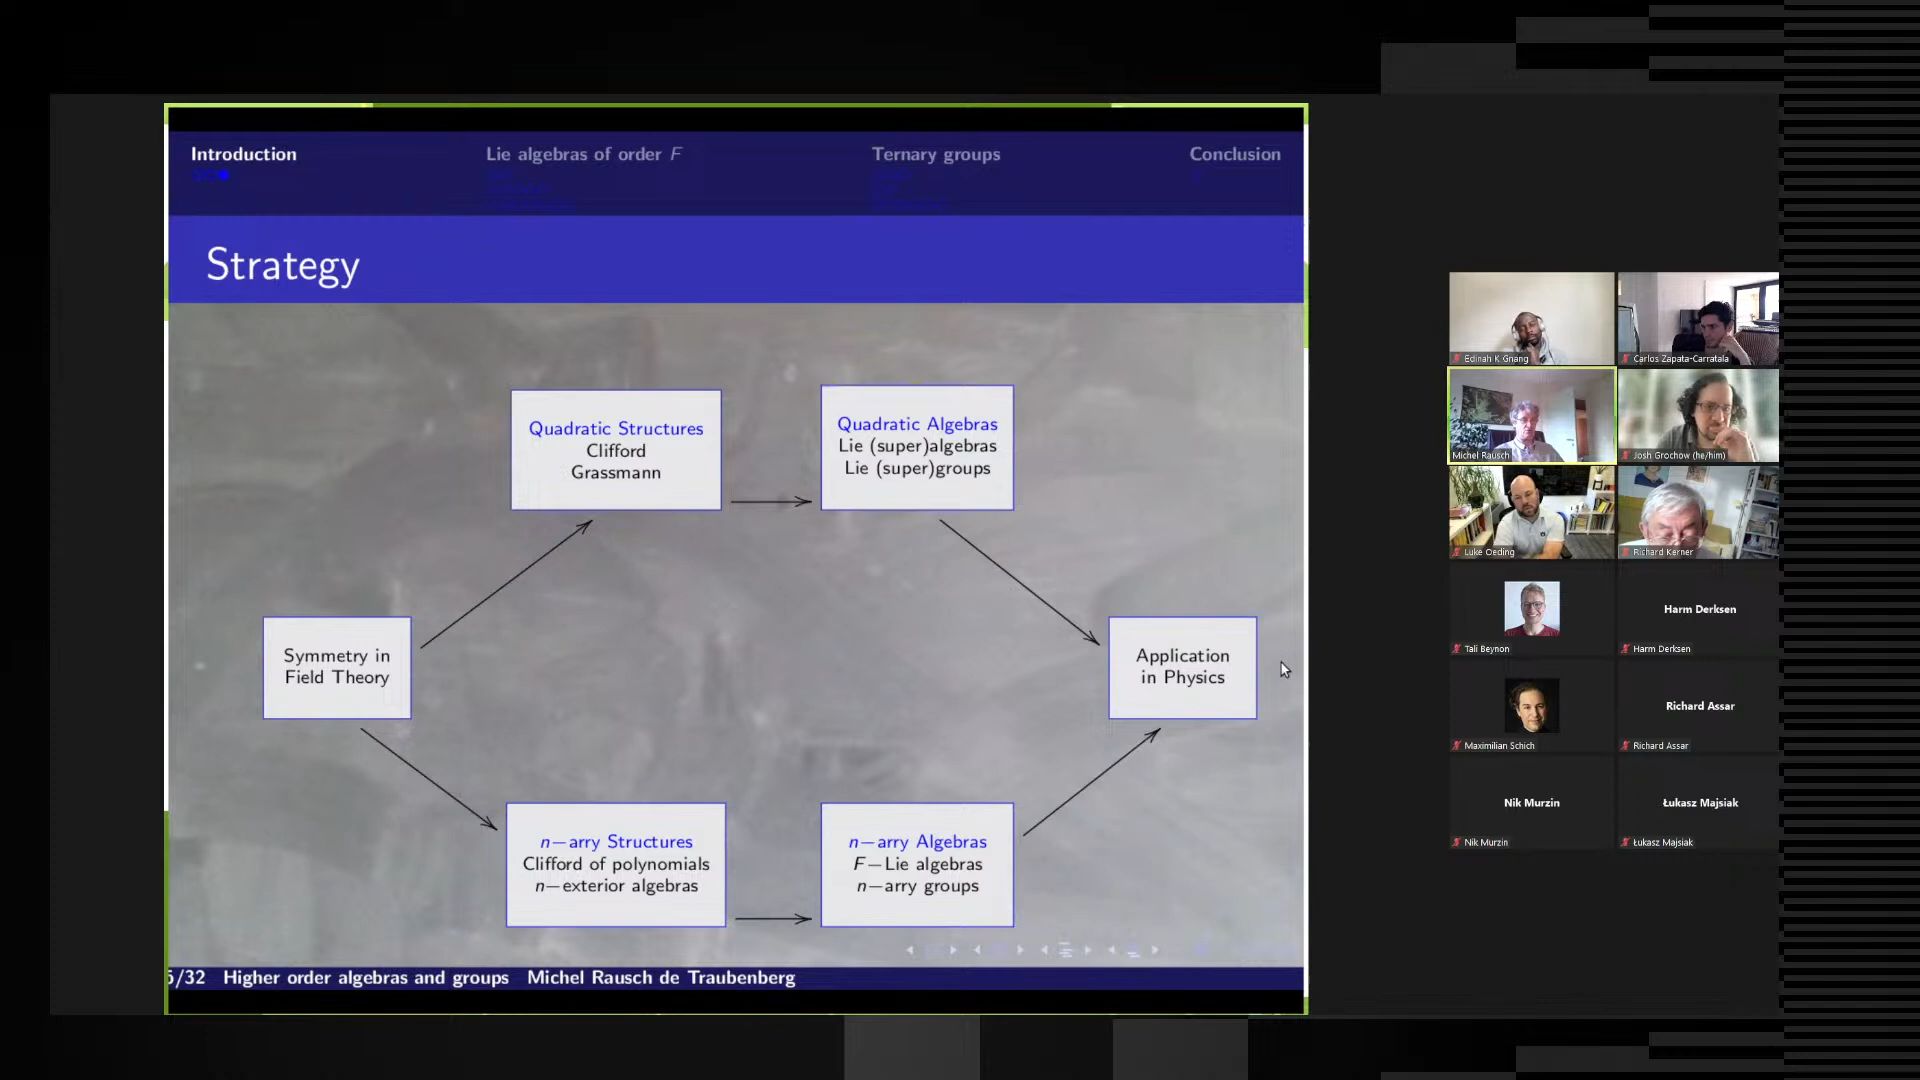 Introduction
Lie algebras of order F
Ternary groups
Conclusion
Strategy
Quadratic Structures
Clifford
Grassmann
Quadratic Algebras
Lie (super)algebras
Lie (super)groups
Symmetry in
Field Theory
Application
in Physics
n−arry Structures
Clifford of polynomials
n−exterior algebras
n−arry Algebras
F−Lie algebras
n−arry groups
5/32 Higher order algebras and groups Michel Rausch de Traubenberg
Edinah K Gnang
Carlos Zapata-Carratala
Michel Rausch
Josh Grochow (he/him)
Luke Oeding
Richard Kerner
Harm Derksen
Tali Beynon
Harm Derksen
Richard Assar
Maximilian Schich
Richard Assar
Nik Murzin
Łukasz Majsiak
Nik Murzin
Łukasz Majsiak